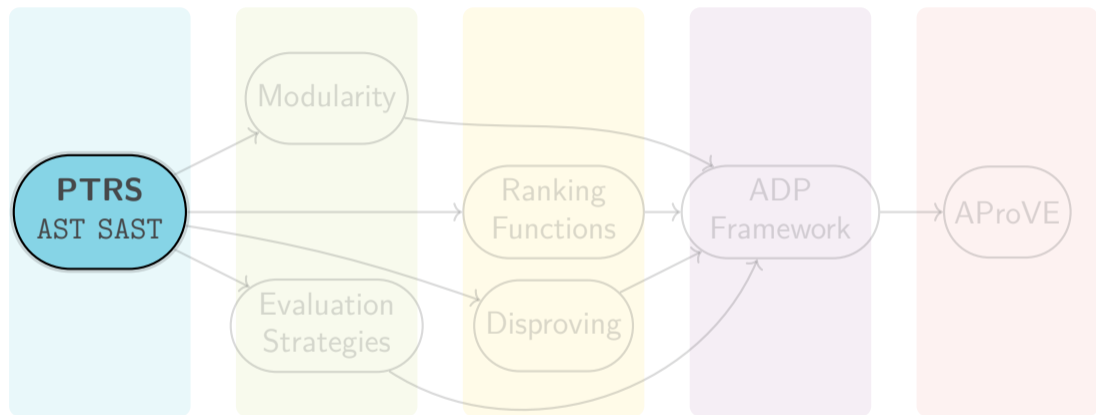 PTRS
AST SAST
Modularity
Evaluation
Strategies
Ranking
Functions
Disproving
ADP
Framework
AProVE